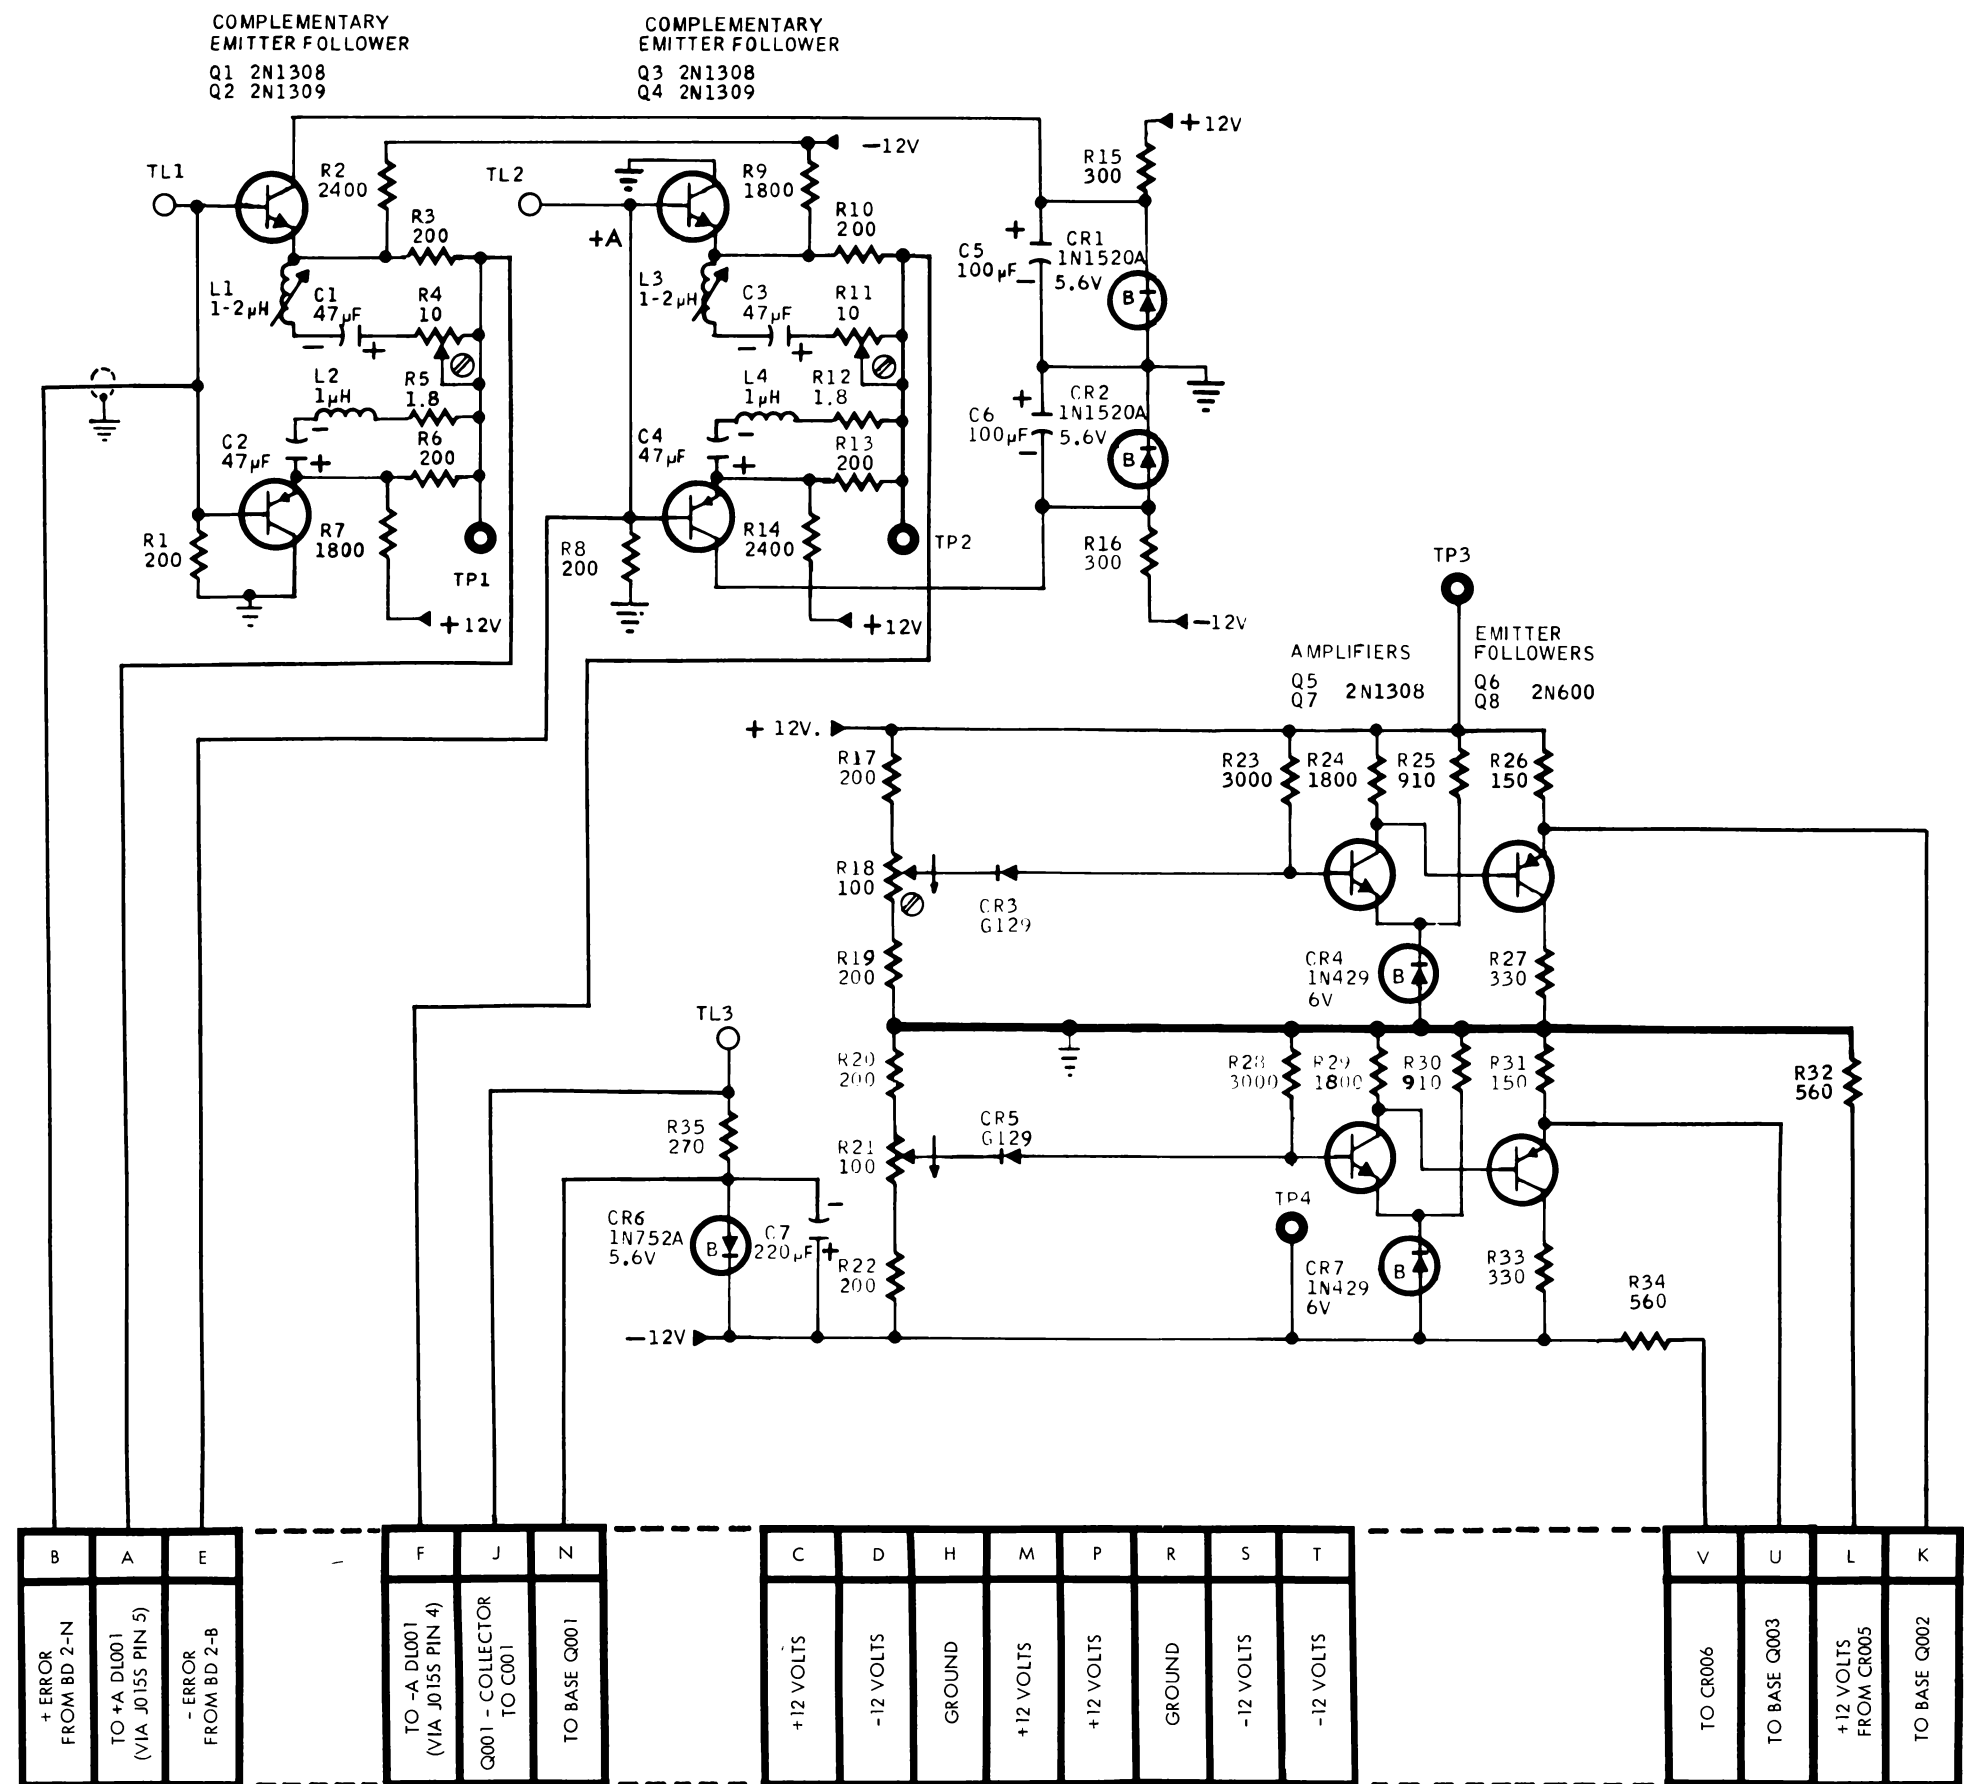 COMPLEMENTARY
EMITTER FOLLOWER
Q1 2N1308
Q2 2N1309
COMPLEMENTARY
EMITTER FOLLOWER
Q3 2N1308
Q4 2N1309
TL1
R2
2400
-12V
TL2
R9
1800
R15
300
+12V
R3
200
+A
R10
200
L1
1-2µH
C1
47µF
R4
10
- +
L3
1-2µH
C3
47µF
R11
10
- +
+
C5
100µF
-
CR1
1N1520A
5.6V
B
L2
1µH
R5
1.8
-
C2
47µF
+
R6
200
L4
1µH
R12
1.8
-
C4
47µF
+
R13
200
+
C6
100µF
-
CR2
1N1520A
5.6V
B
R1
200
R7
1800
TP1
+12V
R8
200
R14
2400
TP2
+12V
R16
300
-12V
TP3
AMPLIFIERS
Q5
Q7
2N1308
EMITTER
FOLLOWERS
Q6
Q8
2N600
+ 12V.
R17
200
R23
3000
R24
1800
R25
910
R26
150
R18
100
CR3
G129
R19
200
CR4
1N429
6V
B
R27
330
TL3
R20
200
R28
3000
R29
1800
R30
910
R31
150
R32
560
R35
270
R21
100
CR5
G129
TP4
CR6
1N752A
5.6V
B
C7
220µF
-
+
R22
200
CR7
1N429
6V
B
R33
330
R34
560
-12V
B
+ ERROR
FROM BD 2-N
A
TO +A DL001
(VIA J015S PIN 5)
E
- ERROR
FROM BD 2-B
F
TO -A DL001
(VIA J015S PIN 4)
J
Q001 - COLLECTOR
TO C001
N
TO BASE Q001
C
+12 VOLTS
D
-12 VOLTS
H
GROUND
M
+12 VOLTS
P
+12 VOLTS
R
GROUND
S
-12 VOLTS
T
-12 VOLTS
V
TO CR006
U
TO BASE Q003
L
+12 VOLTS
FROM CR005
K
TO BASE Q002